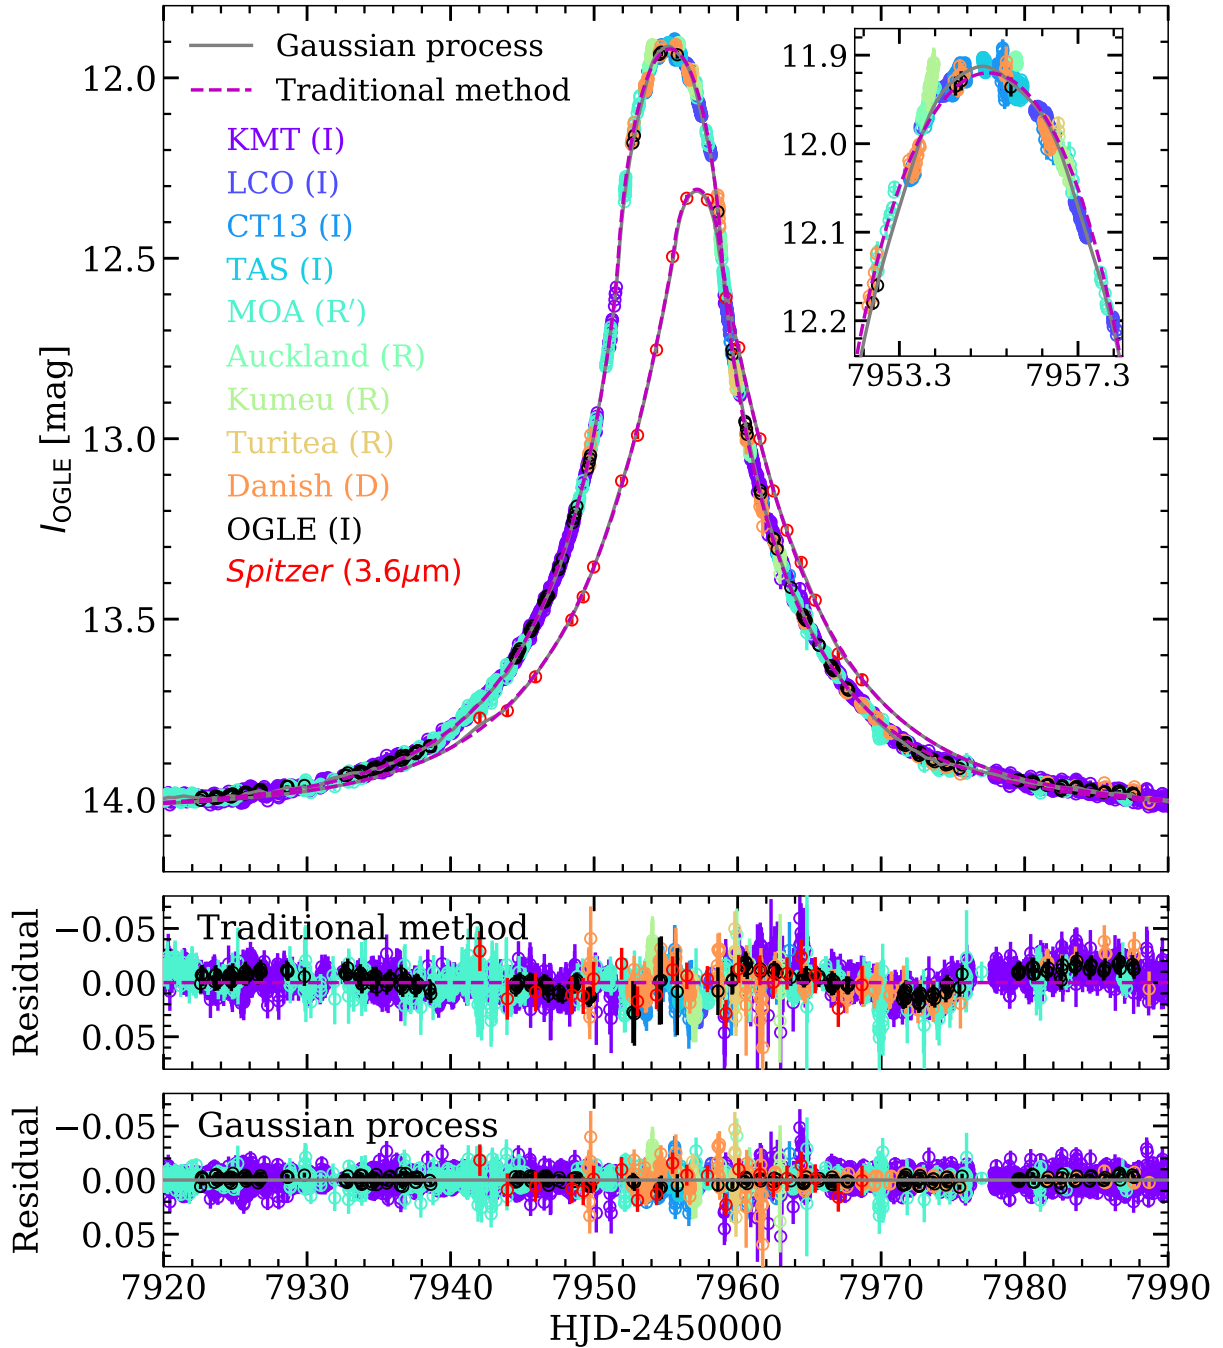 Gaussian process
Traditional method
KMT (I)
LCO (I)
CT13 (I)
TAS (I)
MOA (R′)
Auckland (R)
Kumeu (R)
Turitea (R)
Danish (D)
OGLE (I)
Spitzer (3.6μm)
12.0
12.5
13.0
13.5
14.0
I_OGLE [mag]
11.9
12.0
12.1
12.2
7953.3 7957.3
Traditional method
−0.05
0.00
0.05
Residual
Gaussian process
−0.05
0.00
0.05
Residual
7920 7930 7940 7950 7960 7970 7980 7990
HJD-2450000